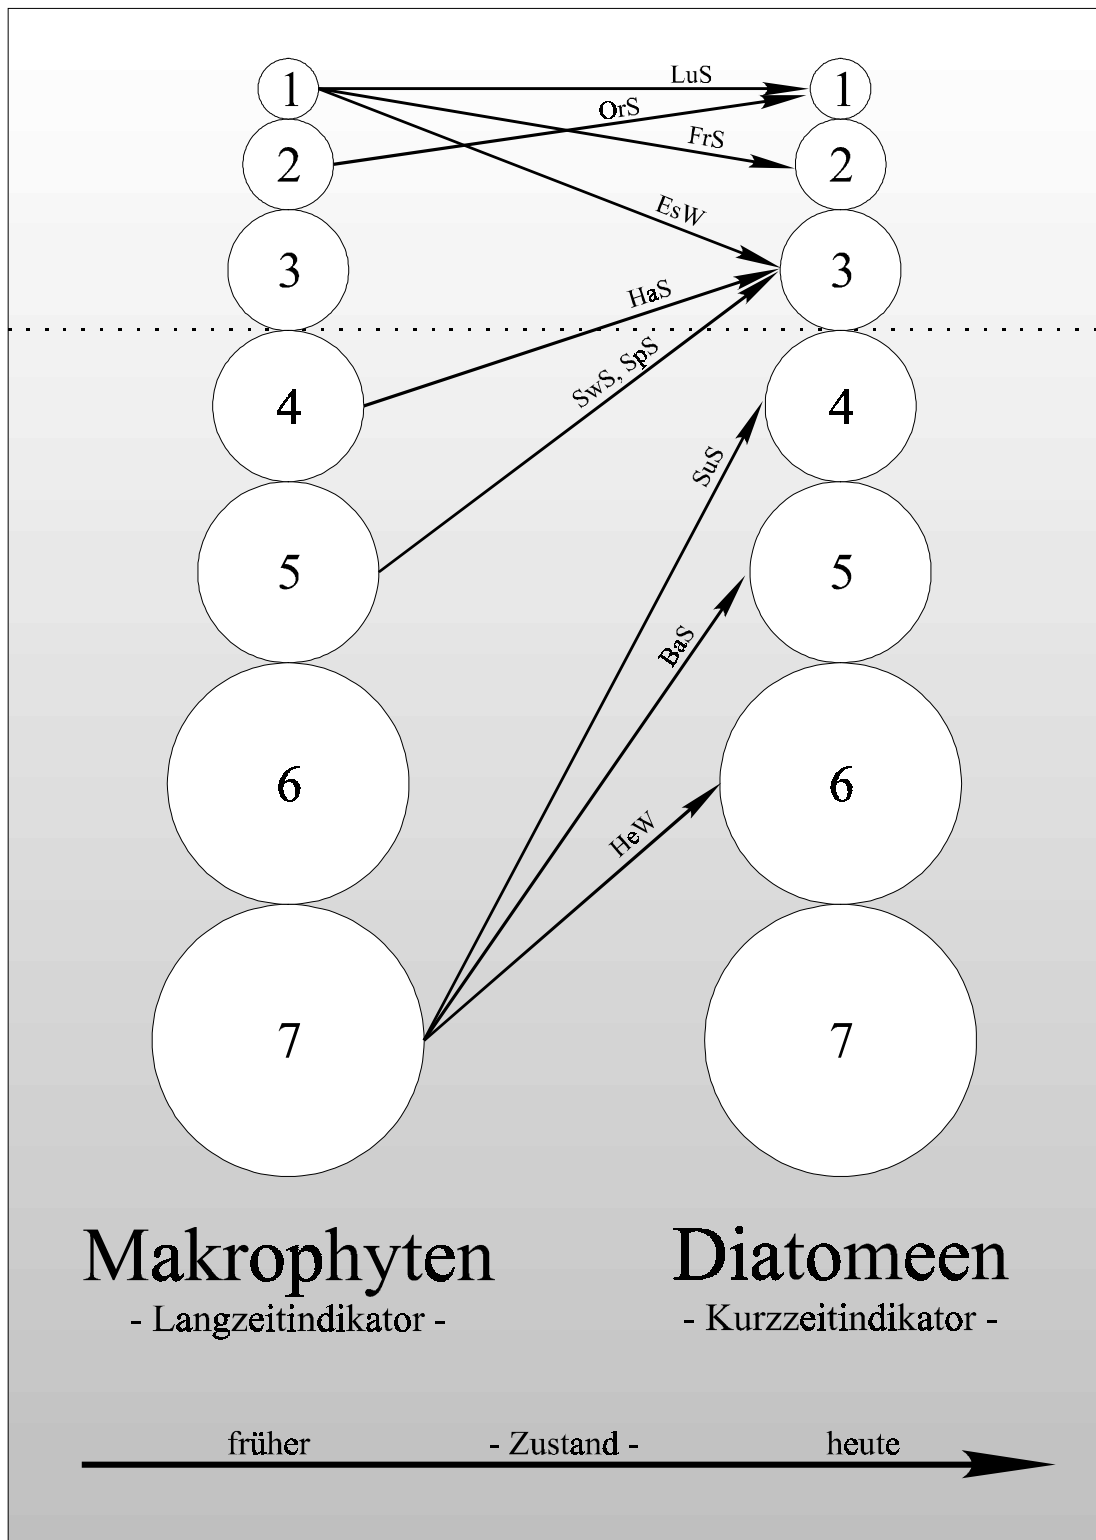 1 LuS 1
OrS
FrS
2 2
EsW
3 3
HaS
4 SwS, SpS 4
SuS
5 5
BaS
6 6
HeW
7 7
Makrophyten Diatomeen
- Langzeitindikator - - Kurzzeitindikator -
früher - Zustand - heute